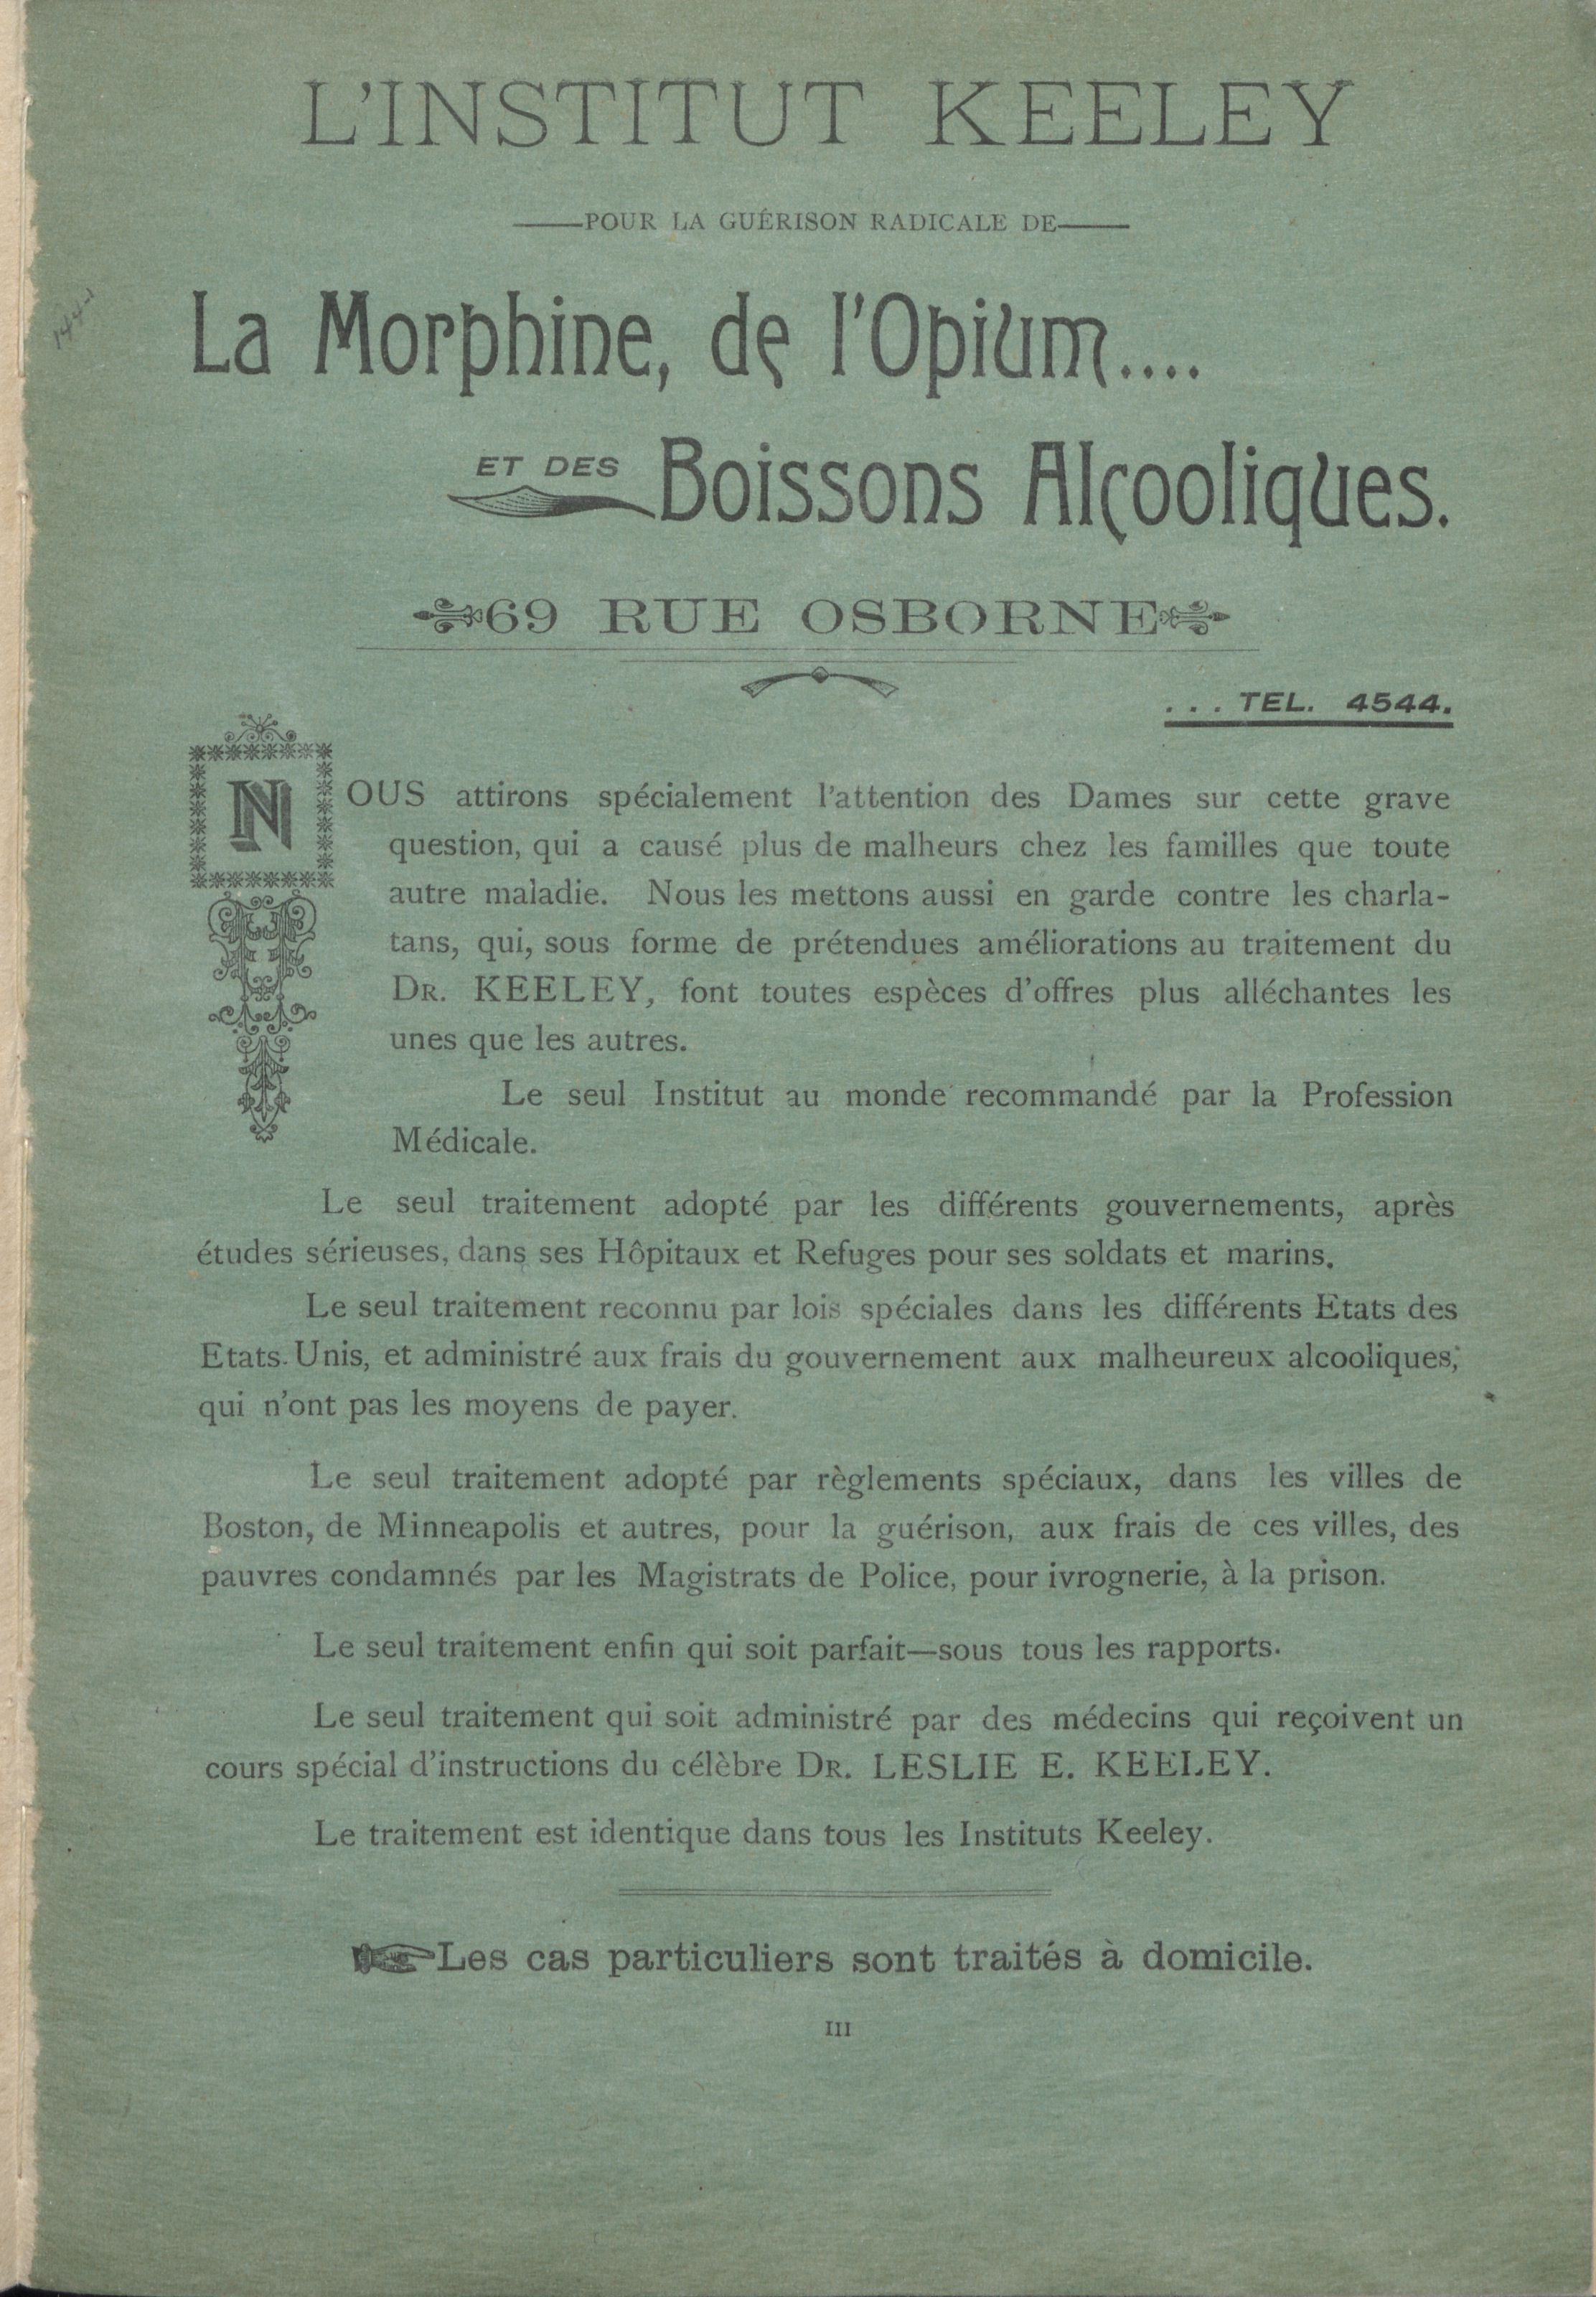 L'INSTITUT KEELEY
POUR LA GUÉRISON RADICALE DE
La Morphine, de l'Opium....
ET DES Boissons Alcooliques.
69 RUE OSBORNE
... TEL. 4544.
NOUS attirons spécialement l'attention des Dames sur cette grave
question, qui a causé plus de malheurs chez les familles que toute
autre maladie. Nous les mettons aussi en garde contre les charla-
tans, qui, sous forme de prétendues améliorations au traitement du
DR. KEELEY, font toutes espèces d'offres plus alléchantes les
unes que les autres.
Le seul Institut au monde recommandé par la Profession
Médicale.
Le seul traitement adopté par les différents gouvernements, après
études sérieuses, dans ses Hôpitaux et Refuges pour ses soldats et marins.
Le seul traitement reconnu par lois spéciales dans les différents Etats des
Etats-Unis, et administré aux frais du gouvernement aux malheureux alcooliques,
qui n'ont pas les moyens de payer.
Le seul traitement adopté par règlements spéciaux, dans les villes de
Boston, de Minneapolis et autres, pour la guérison, aux frais de ces villes, des
pauvres condamnés par les Magistrats de Police, pour ivrognerie, à la prison.
Le seul traitement enfin qui soit parfait—sous tous les rapports.
Le seul traitement qui soit administré par des médecins qui reçoivent un
cours spécial d'instructions du célèbre DR. LESLIE E. KEELEY.
Le traitement est identique dans tous les Instituts Keeley.
Les cas particuliers sont traités à domicile.
III